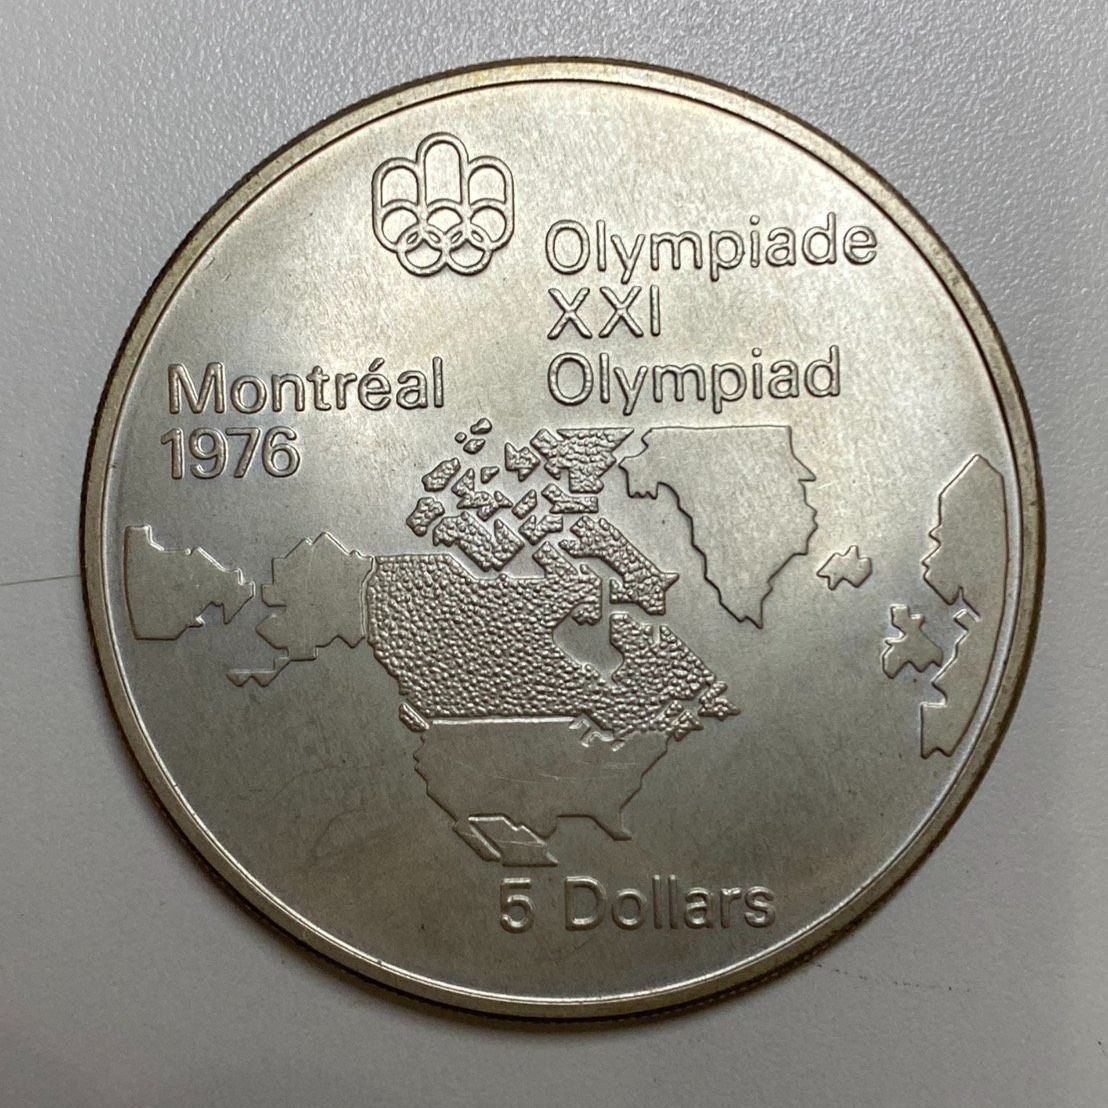 Olympiade
XXI
Olympiad
Montréal
1976
5 Dollars